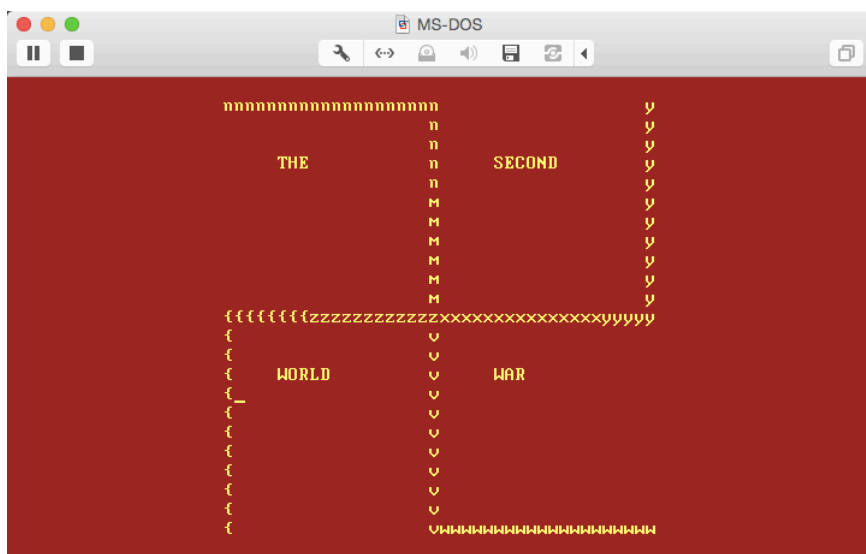 MS-DOS
nnnnnnnnnnnnnnnnnnnn y
n y
n y
THE n SECOND y
n y
m y
m y
m y
m y
m y
m y
{{{{{{{{zzzzzzzzzzzzxxxxxxxxxxxxxxxyyyyy
{ v
{ v
{ WORLD v WAR
{_ v
{ v
{ v
{ v
{ v
{ v
{ v
{ vwwwwwwwwwwwwwwwwwwww